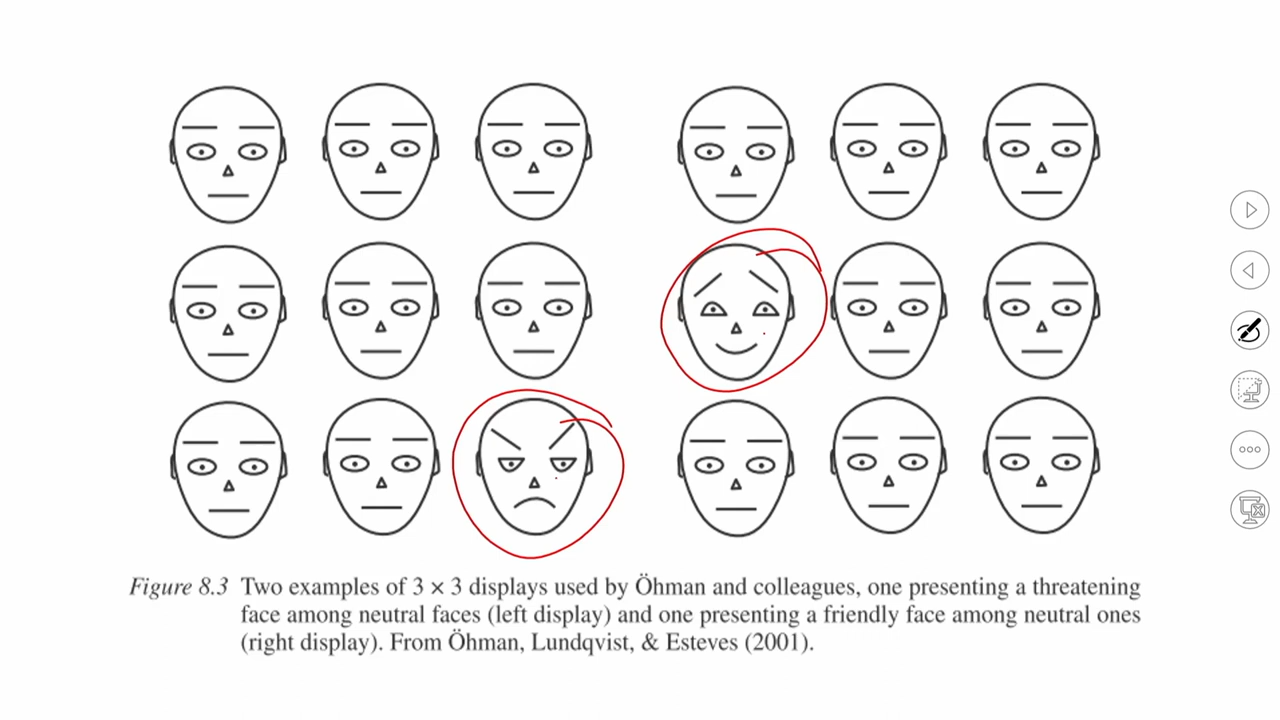 Figure 8.3 Two examples of 3 × 3 displays used by Öhman and colleagues, one presenting a threatening
face among neutral faces (left display) and one presenting a friendly face among neutral ones
(right display). From Öhman, Lundqvist, & Esteves (2001).